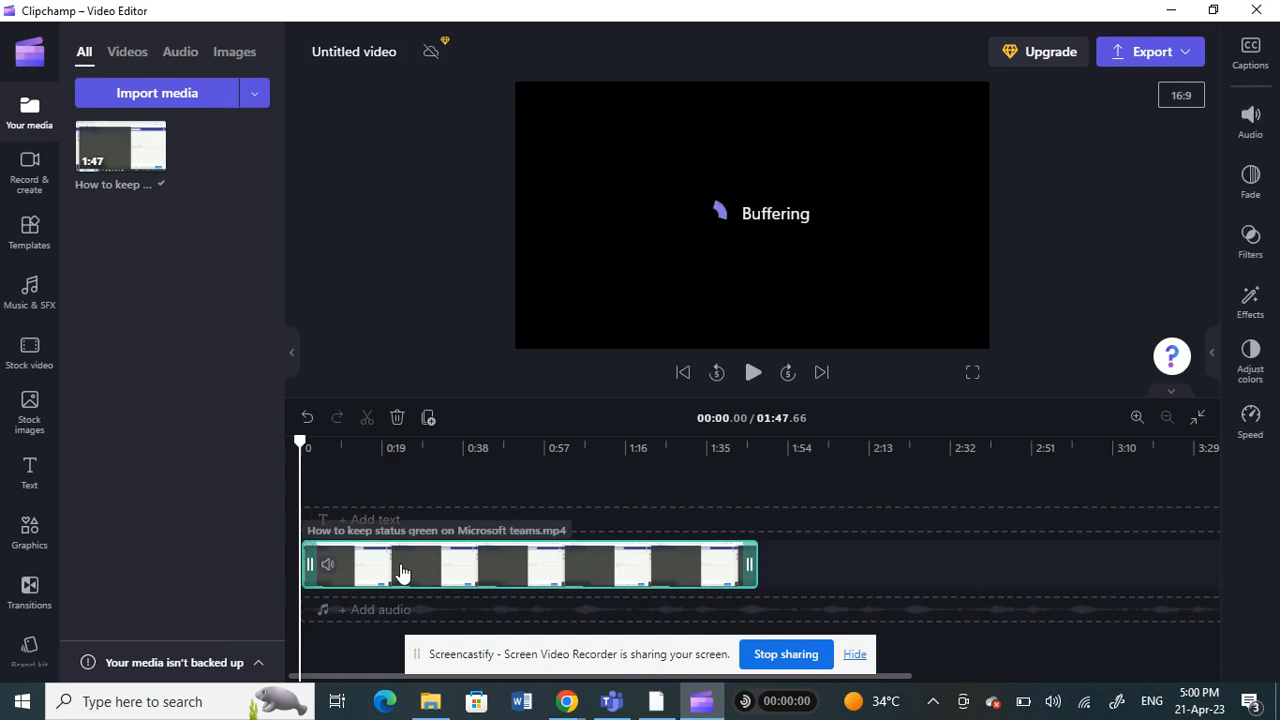 Clipchamp – Video Editor
All Videos Audio Images
Untitled video
Upgrade
Export
Captions
Import media
16:9
Your media
1:47
How to keep ...
Audio
Record &
create
Fade
Templates
Buffering
Filters
Music & SFX
Effects
Stock video
5 5
?
Adjust
colors
Stock
images
00:00.00 / 01:47.66
Speed
0 0:19 0:38 0:57 1:16 1:35 1:54 2:13 2:32 2:51 3:10 3:29
Text
T + Add text
How to keep status green on Microsoft teams.mp4
Graphics
Transitions
+ Add audio
Brand kit
Your media isn't backed up
Screencastify - Screen Video Recorder is sharing your screen.
Stop sharing
Hide
Type here to search
00:00:00
34°C
ENG
5:00 PM
21-Apr-23
3